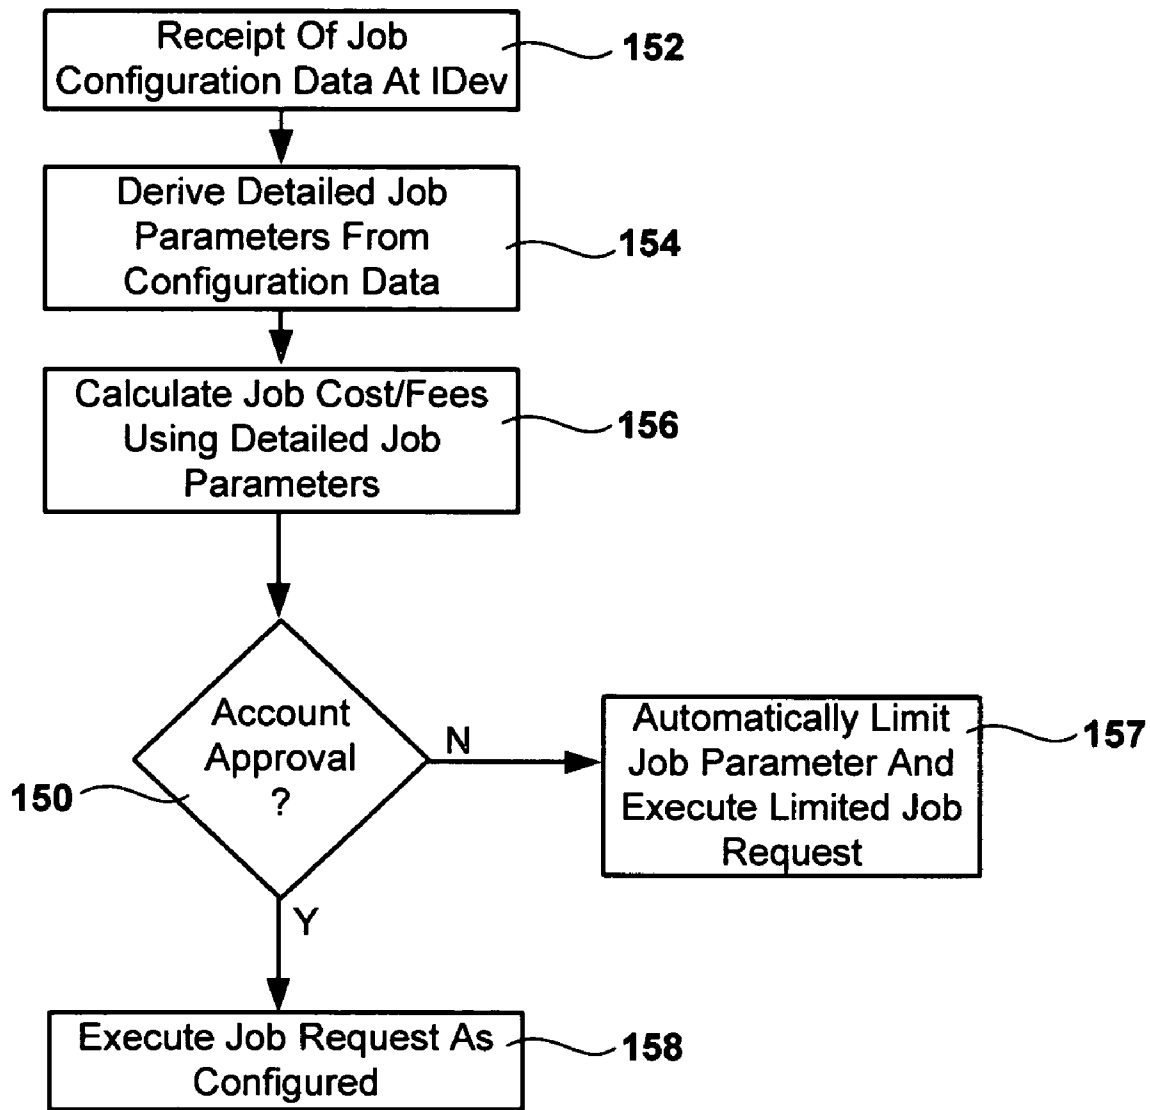 Receipt Of Job
Configuration Data At IDev
152
Derive Detailed Job
Parameters From
Configuration Data
154
Calculate Job Cost/Fees
Using Detailed Job
Parameters
156
Account
Approval
?
150
N
Automatically Limit
Job Parameter And
Execute Limited Job
Request
157
Y
Execute Job Request As
Configured
158